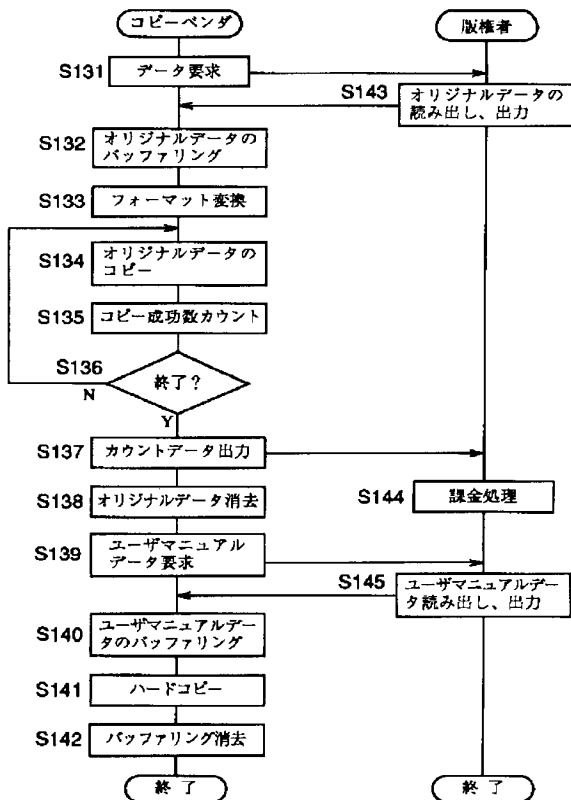 コピーベンダ
版権者
S131
データ要求
S143
オリジナルデータの
読み出し、出力
S132
オリジナルデータの
バッファリング
S133
フォーマット変換
S134
オリジナルデータの
コピー
S135
コピー成功数カウント
S136
終了?
N
Y
S137
カウントデータ出力
S138
オリジナルデータ消去
S144
課金処理
S139
ユーザマニュアル
データ要求
S145
ユーザマニュアルデー
タ読み出し、出力
S140
ユーザマニュアルデー
タのバッファリング
S141
ハードコピー
S142
バッファリング消去
終了
終了